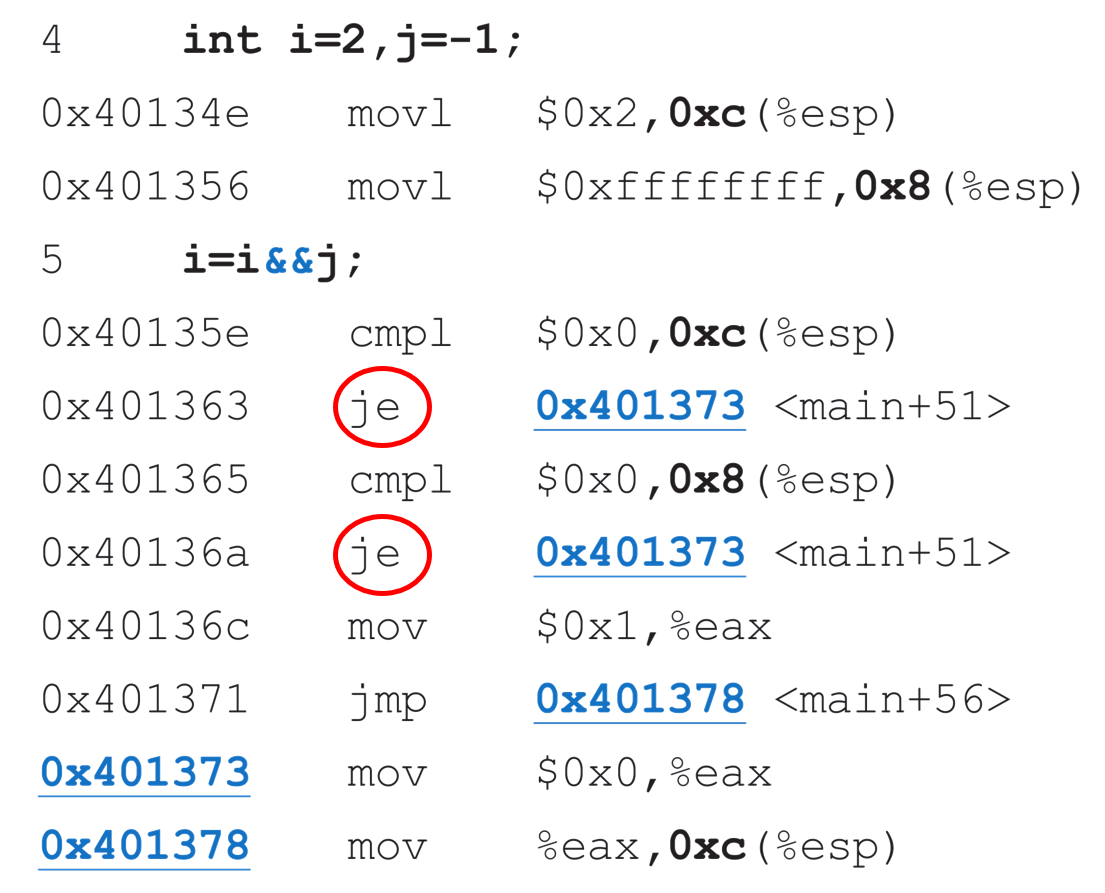 4 int i=2,j=-1;
0x40134e movl $0x2,0xc(%esp)
0x401356 movl $0xffffffff,0x8(%esp)
5 i=i&&j;
0x40135e cmpl $0x0,0xc(%esp)
0x401363 je 0x401373 <main+51>
0x401365 cmpl $0x0,0x8(%esp)
0x40136a je 0x401373 <main+51>
0x40136c mov $0x1,%eax
0x401371 jmp 0x401378 <main+56>
0x401373 mov $0x0,%eax
0x401378 mov %eax,0xc(%esp)